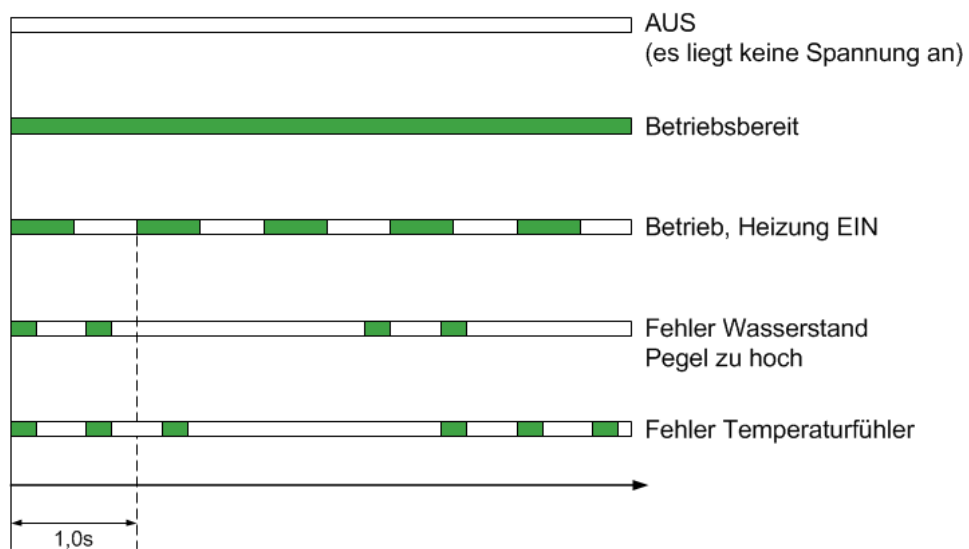 AUS
(es liegt keine Spannung an)
Betriebsbereit
Betrieb, Heizung EIN
Fehler Wasserstand
Pegel zu hoch
Fehler Temperaturfühler
1,0s